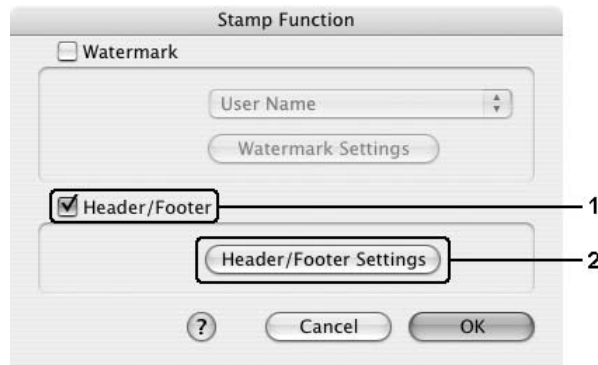 Stamp Function
Watermark
User Name
Watermark Settings
Header/Footer 1
Header/Footer Settings 2
? Cancel OK